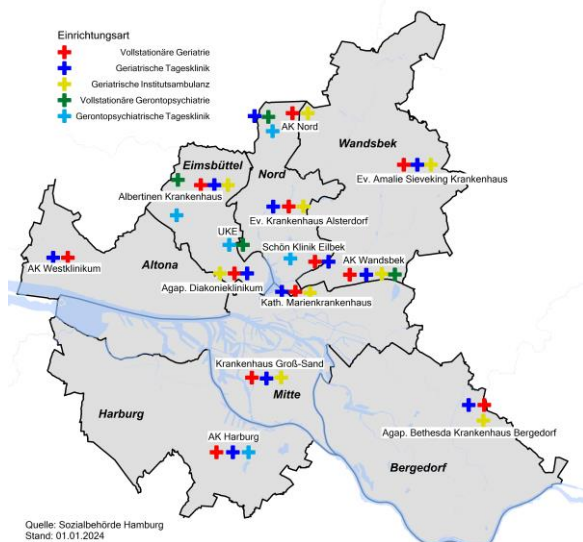 Einrichtungsart
Vollstationäre Geriatrie
Geriatrische Tagesklinik
Geriatrische Institutsambulanz
Vollstationäre Gerontopsychiatrie
Gerontopsychiatrische Tagesklinik
AK Nord
Wandsbek
Eimsbüttel
Nord
Ev. Amalie Sieveking Krankenhaus
Albertinen Krankenhaus
Ev. Krankenhaus Alsterdorf
UKE
Schön Klinik Eilbek
AK Wandsbek
AK Westklinikum
Altona
Agap. Diakonieklinikum
Kath. Marienkrankenhaus
Krankenhaus Groß-Sand
Mitte
Harburg
AK Harburg
Agap. Bethesda Krankenhaus Bergedorf
Bergedorf
Quelle: Sozialbehörde Hamburg
Stand: 01.01.2024